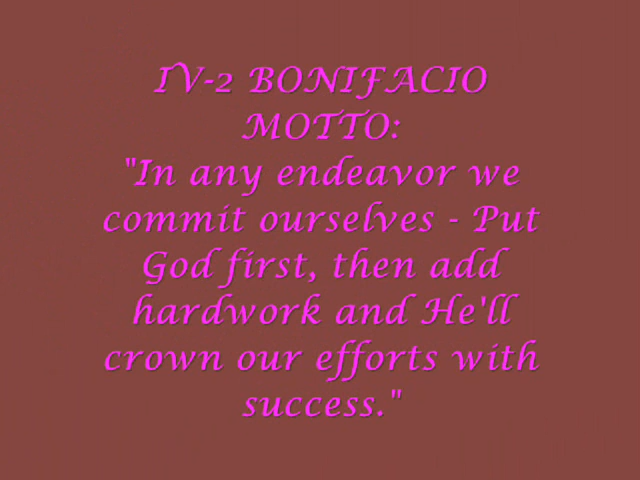 IV-2 BONIFACIO
MOTTO:
"In any endeavor we
commit ourselves - Put
God first, then add
hardwork and He'll
crown our efforts with
success."